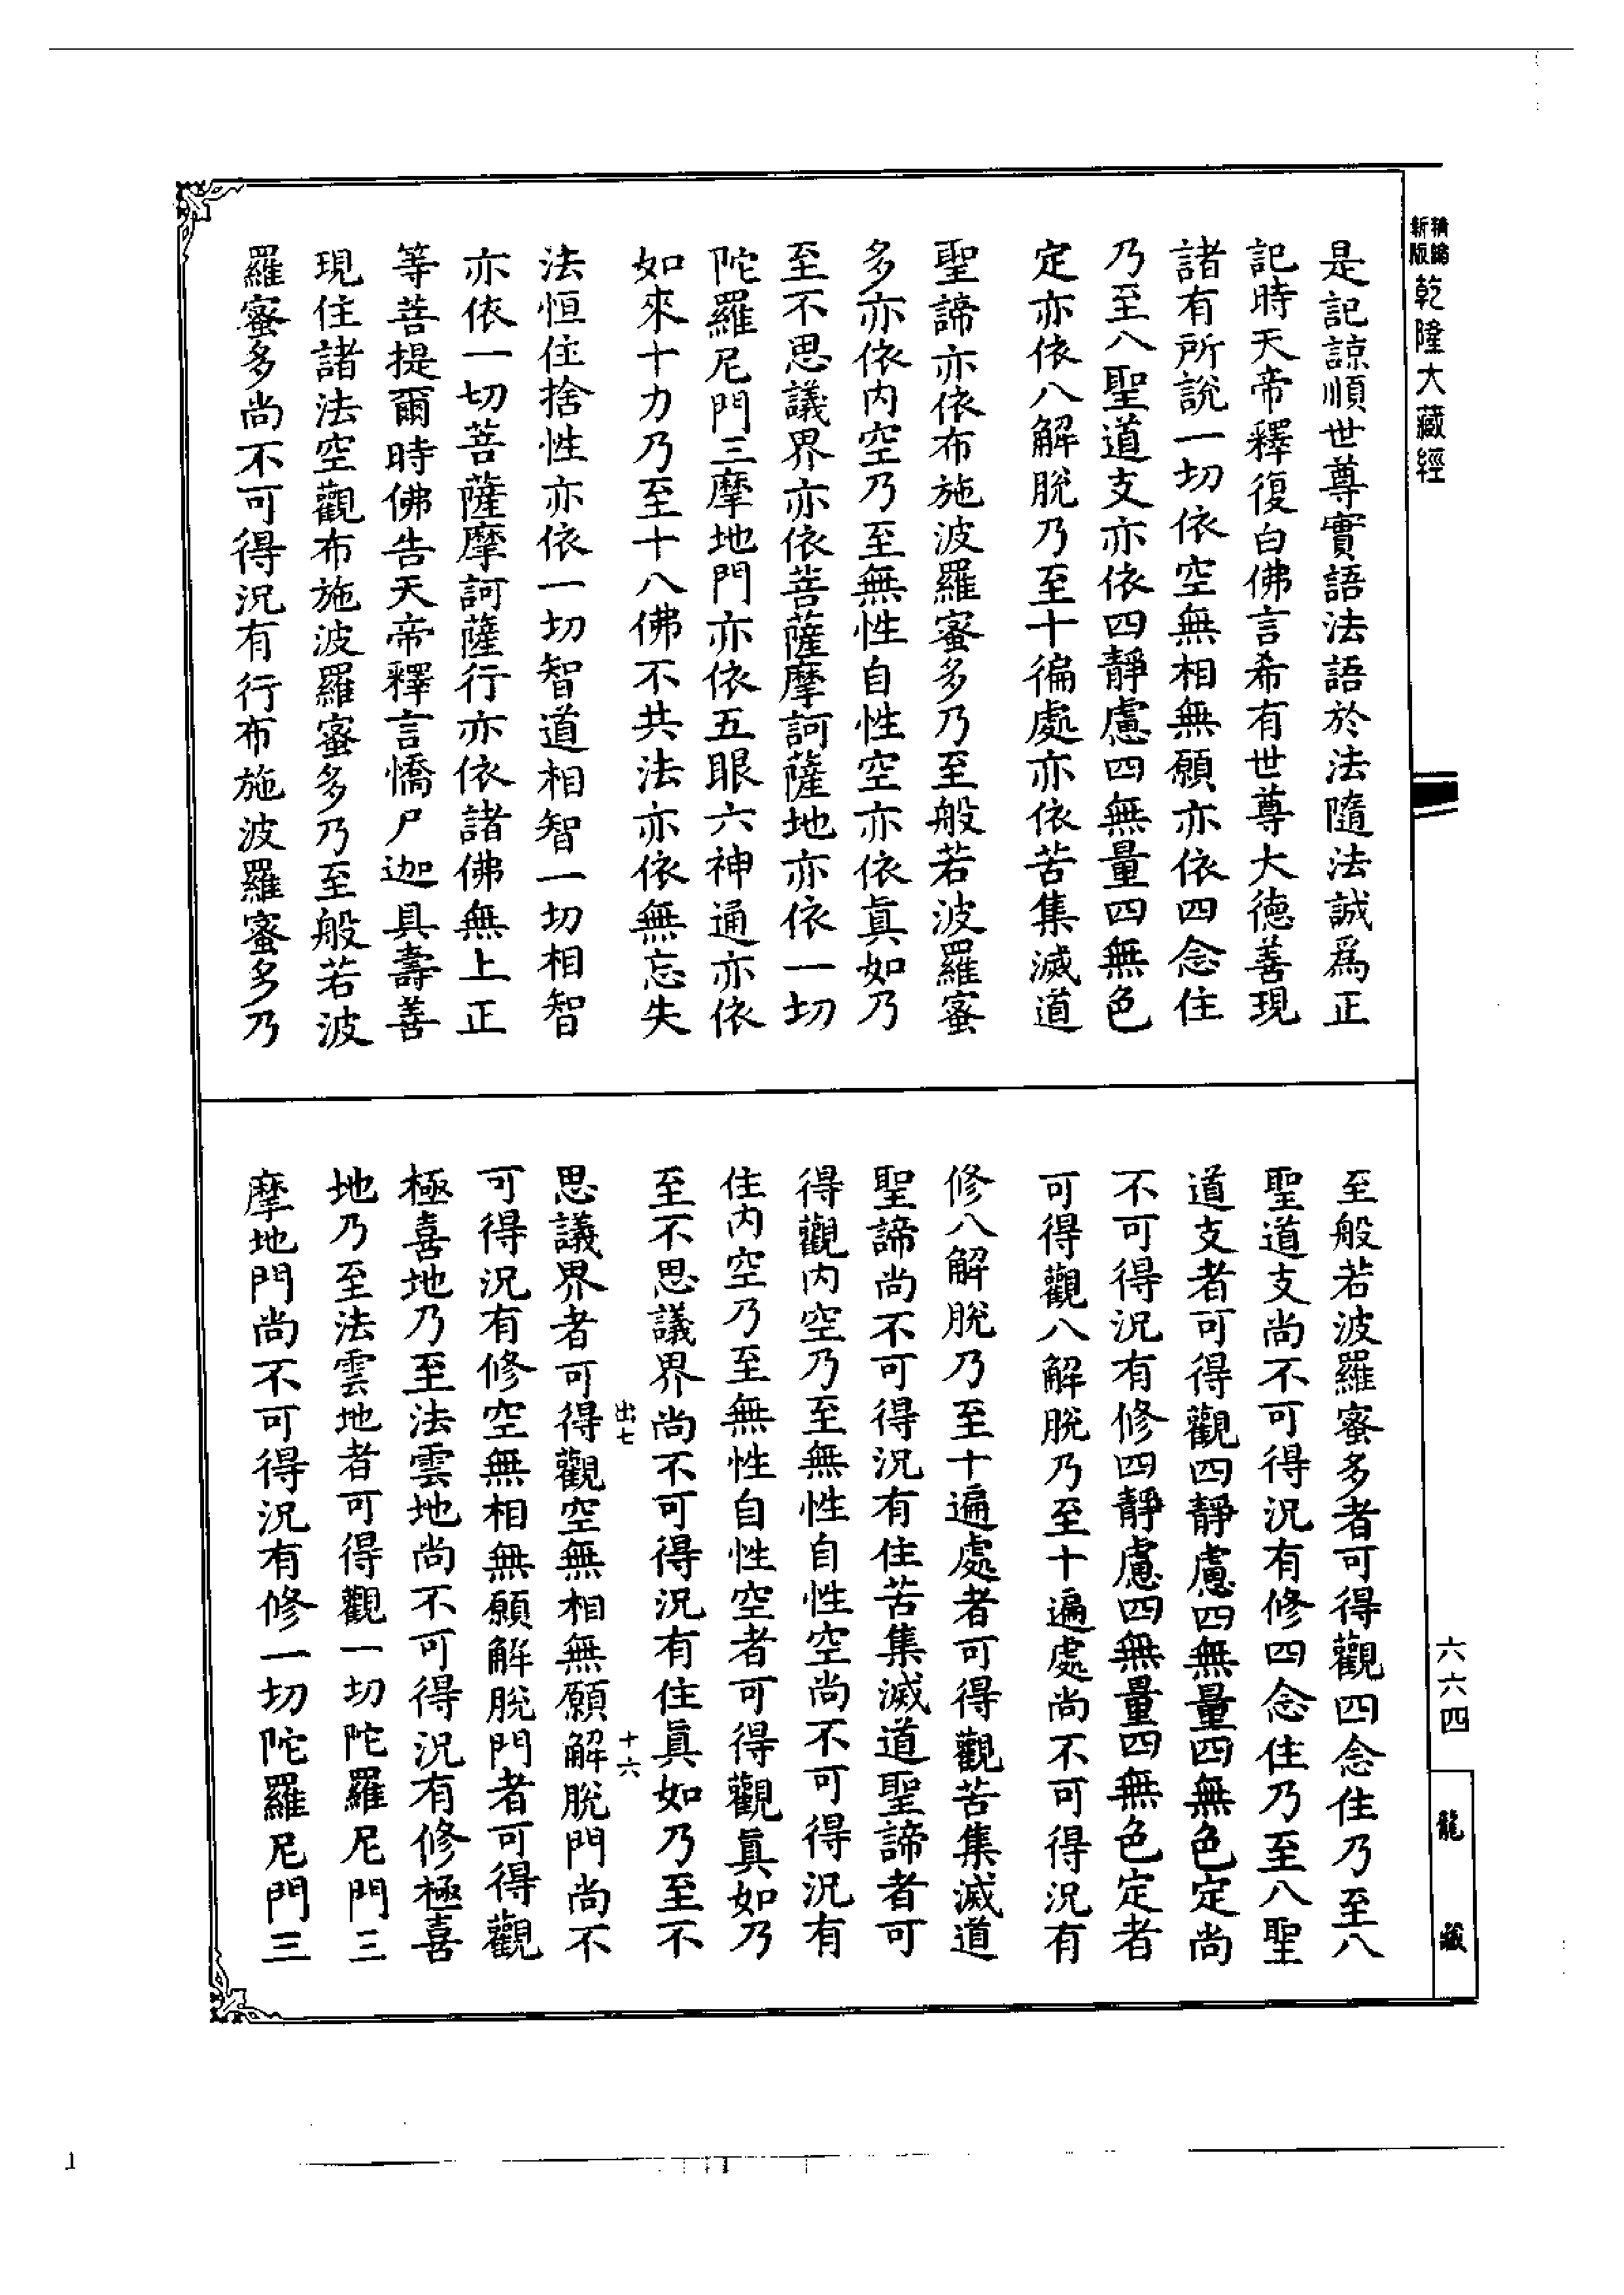 新版精編
乾隆大藏經
是記諒順世尊實語法語於法隨法誠為正
記時天帝釋復白佛言希有世尊大德善現
諸有所說一切依空無相無願亦依四念住
乃至八聖道支亦依四靜慮四無量四無色
定亦依八解脫乃至十徧處亦依苦集滅道
聖諦亦依布施波羅蜜多乃至般若波羅蜜
多亦依內空乃至無性自性空亦依真如乃
至不思議界亦依菩薩摩訶薩地亦依一切
陀羅尼門三摩地門亦依五眼六神通亦依
如來十力乃至十八佛不共法亦依無忘失
法恒住捨性亦依一切智道相智一切相智
亦依一切菩薩摩訶薩行亦依諸佛無上正
等菩提爾時佛告天帝釋言憍尸迦具壽善
現住諸法空觀布施波羅蜜多乃至般若波
羅蜜多尚不可得況有行布施波羅蜜多乃
至般若波羅蜜多者可得觀四念住乃至八
聖道支尚不可得況有修四念住乃至八聖
道支者可得觀四靜慮四無量四無色定尚
不可得況有修四靜慮四無量四無色定者
可得觀八解脫乃至十遍處尚不可得況有
修八解脫乃至十遍處者可得觀苦集滅道
聖諦尚不可得況有住苦集滅道聖諦者可
得觀內空乃至無性自性空尚不可得況有
住內空乃至無性自性空者可得觀真如乃
至不思議界尚不可得況有住真如乃至不
出七
十六
思議界者可得觀空無相無願解脫門尚不
可得況有修空無相無願解脫門者可得觀
極喜地乃至法雲地尚不可得況有修極喜
地乃至法雲地者可得觀一切陀羅尼門三
摩地門尚不可得況有修一切陀羅尼門三
六六四
龍藏
1